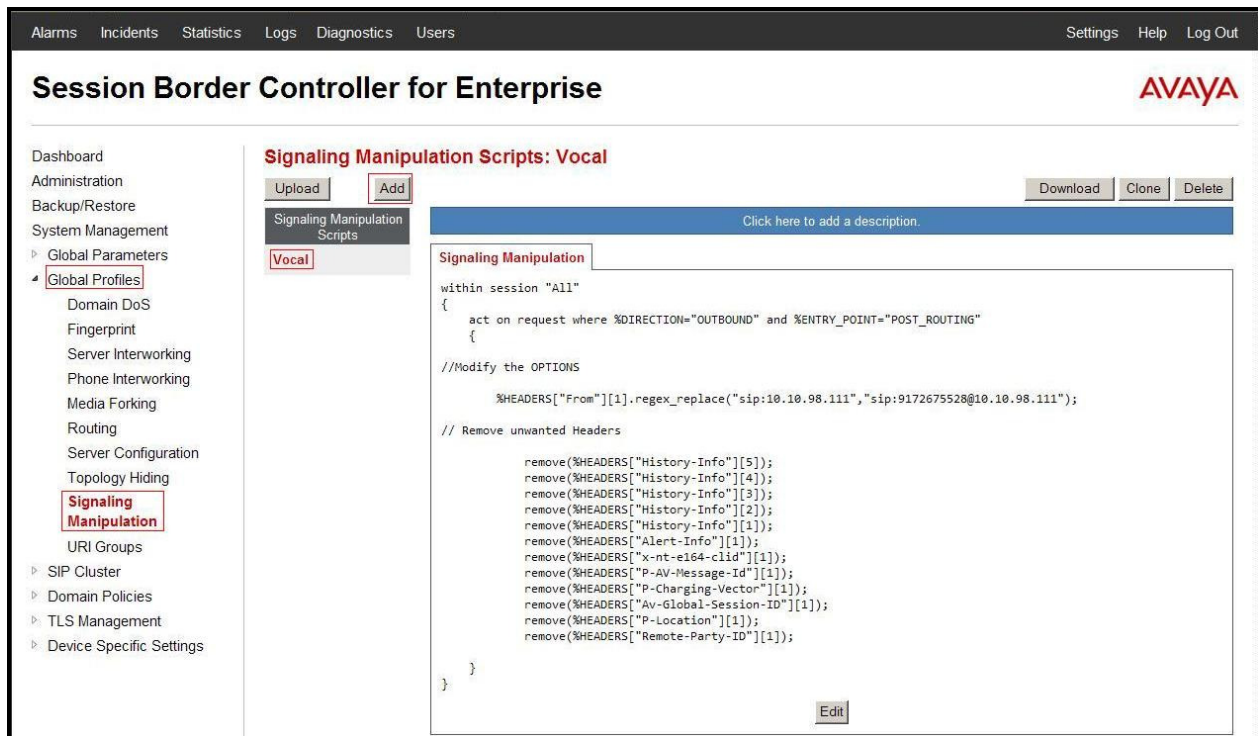 Alarms Incidents Statistics Logs Diagnostics Users Settings Help Log Out
Session Border Controller for Enterprise
AVAYA
Dashboard
Administration
Backup/Restore
System Management
Global Parameters
Global Profiles
Domain DoS
Fingerprint
Server Interworking
Phone Interworking
Media Forking
Routing
Server Configuration
Topology Hiding
Signaling
Manipulation
URI Groups
SIP Cluster
Domain Policies
TLS Management
Device Specific Settings
Signaling Manipulation Scripts: Vocal
Upload Add Download Clone Delete
Signaling Manipulation
Scripts
Vocal
Click here to add a description.
Signaling Manipulation
within session "All"
{
act on request where %DIRECTION="OUTBOUND" and %ENTRY_POINT="POST_ROUTING"
{
//Modify the OPTIONS
%HEADERS["From"][1].regex_replace("sip:10.10.98.111","sip:9172675528@10.10.98.111");
// Remove unwanted Headers
remove(%HEADERS["History-Info"][5]);
remove(%HEADERS["History-Info"][4]);
remove(%HEADERS["History-Info"][3]);
remove(%HEADERS["History-Info"][2]);
remove(%HEADERS["History-Info"][1]);
remove(%HEADERS["Alert-Info"][1]);
remove(%HEADERS["x-nt-e164-clid"][1]);
remove(%HEADERS["P-AV-Message-Id"][1]);
remove(%HEADERS["P-Charging-Vector"][1]);
remove(%HEADERS["Av-Global-Session-ID"][1]);
remove(%HEADERS["P-Location"][1]);
remove(%HEADERS["Remote-Party-ID"][1]);
}
}
Edit